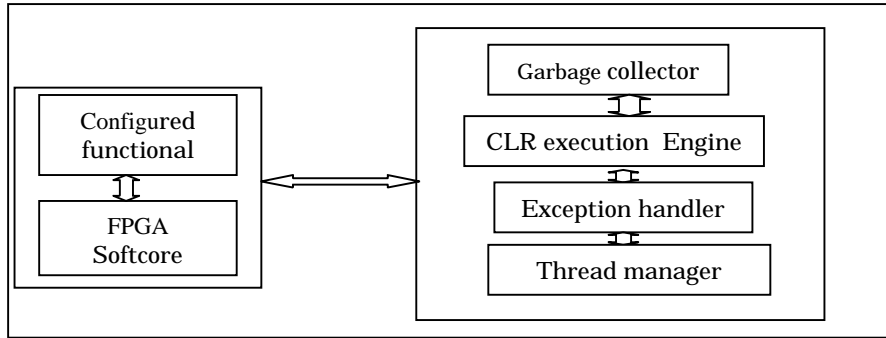 Configured
functional
FPGA
Softcore
Garbage collector
CLR execution Engine
Exception handler
Thread manager